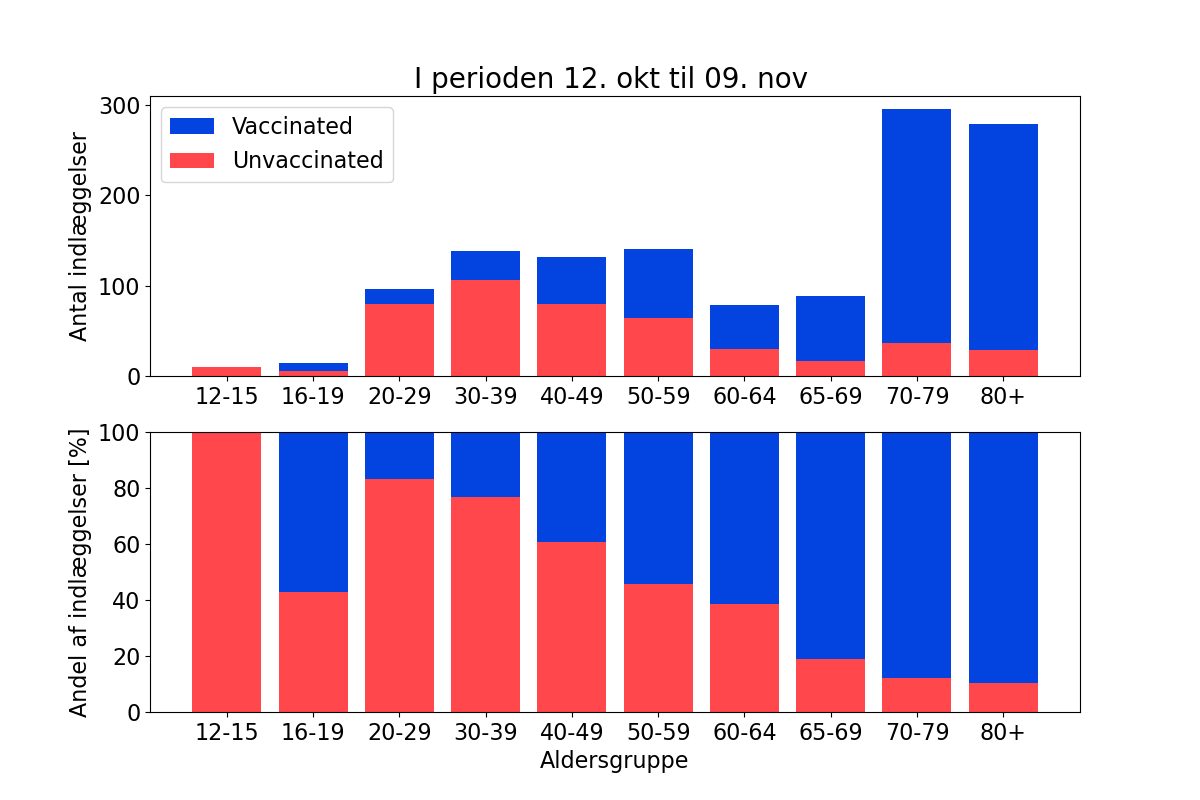 I perioden 12. okt til 09. nov
Antal indlæggelser
300
200
100
0
Vaccinated
Unvaccinated
12-15 16-19 20-29 30-39 40-49 50-59 60-64 65-69 70-79 80+
Andel af indlæggelser [%]
100
80
60
40
20
0
12-15 16-19 20-29 30-39 40-49 50-59 60-64 65-69 70-79 80+
Aldersgruppe